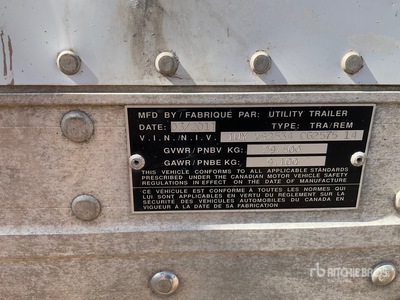 MFD BY / FABRIQUÉ PAR: UTILITY TRAILER
DATE: TYPE: TRA/REM
V.I.N./N.I.V.
GVWR/PNBV KG:
GAWR/PNBE KG: 9,100
THIS VEHICLE CONFORMS TO ALL APPLICABLE STANDARDS
PRESCRIBED UNDER THE CANADIAN MOTOR VEHICLE SAFETY
REGULATIONS IN EFFECT ON THE DATE OF MANUFACTURE
CE VÉHICULE EST CONFORME À TOUTES LES NORMES QUI
LUI SONT APPLICABLES EN VERTU DU RÈGLEMENT SUR LA
SÉCURITÉ DES VÉHICULES AUTOMOBILES DU CANADA EN
VIGUEUR À LA DATE DE SA FABRICATION
rb RITCHIE BROS